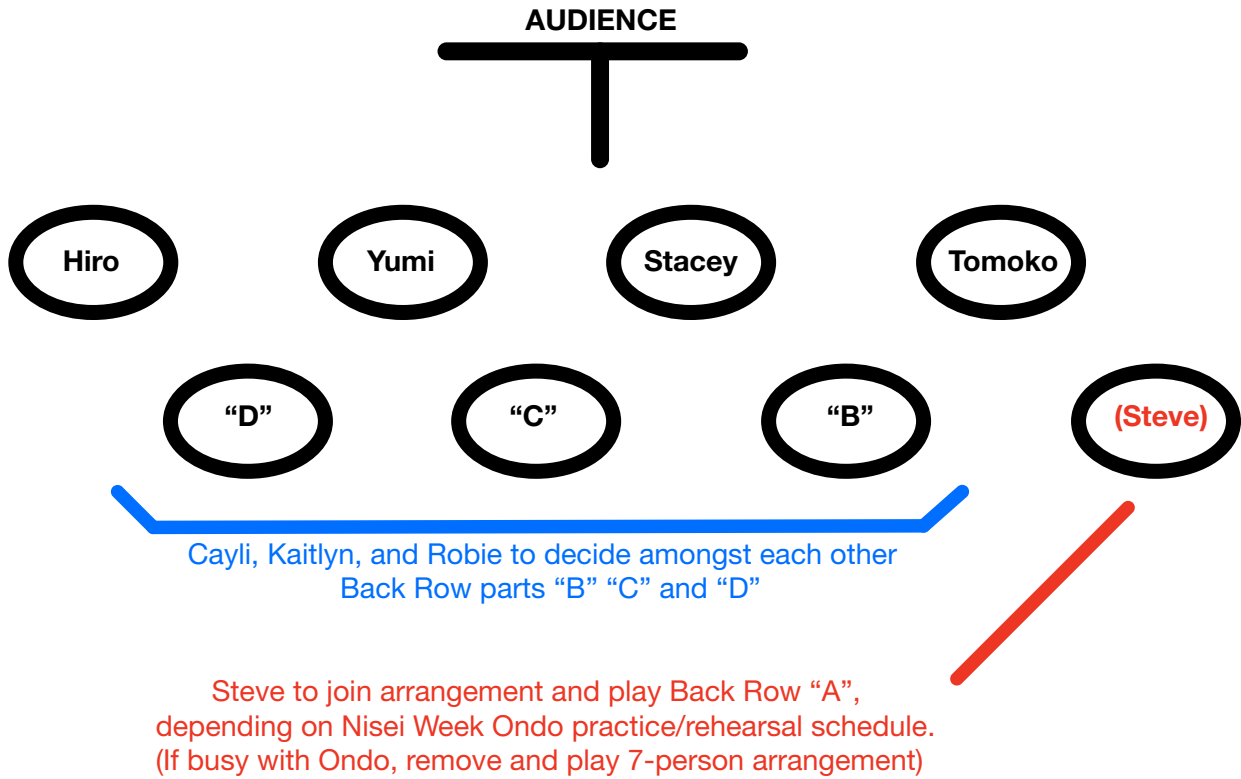 AUDIENCE
Hiro
Yumi
Stacey
Tomoko
“D”
“C”
“B”
(Steve)
Cayli, Kaitlyn, and Robie to decide amongst each other
Back Row parts “B” “C” and “D”
Steve to join arrangement and play Back Row “A”,
depending on Nisei Week Ondo practice/rehearsal schedule.
(If busy with Ondo, remove and play 7-person arrangement)